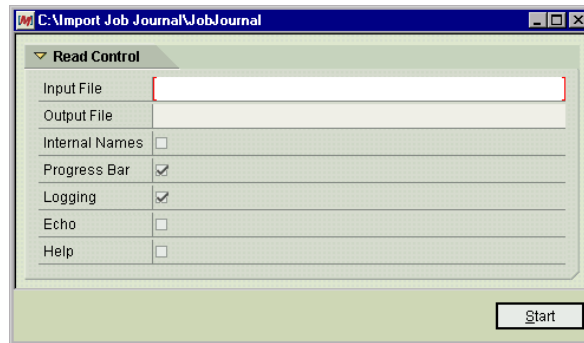 C:\Import Job Journal\JobJournal
Read Control
Input File
Output File
Internal Names
Progress Bar
Logging
Echo
Help
Start